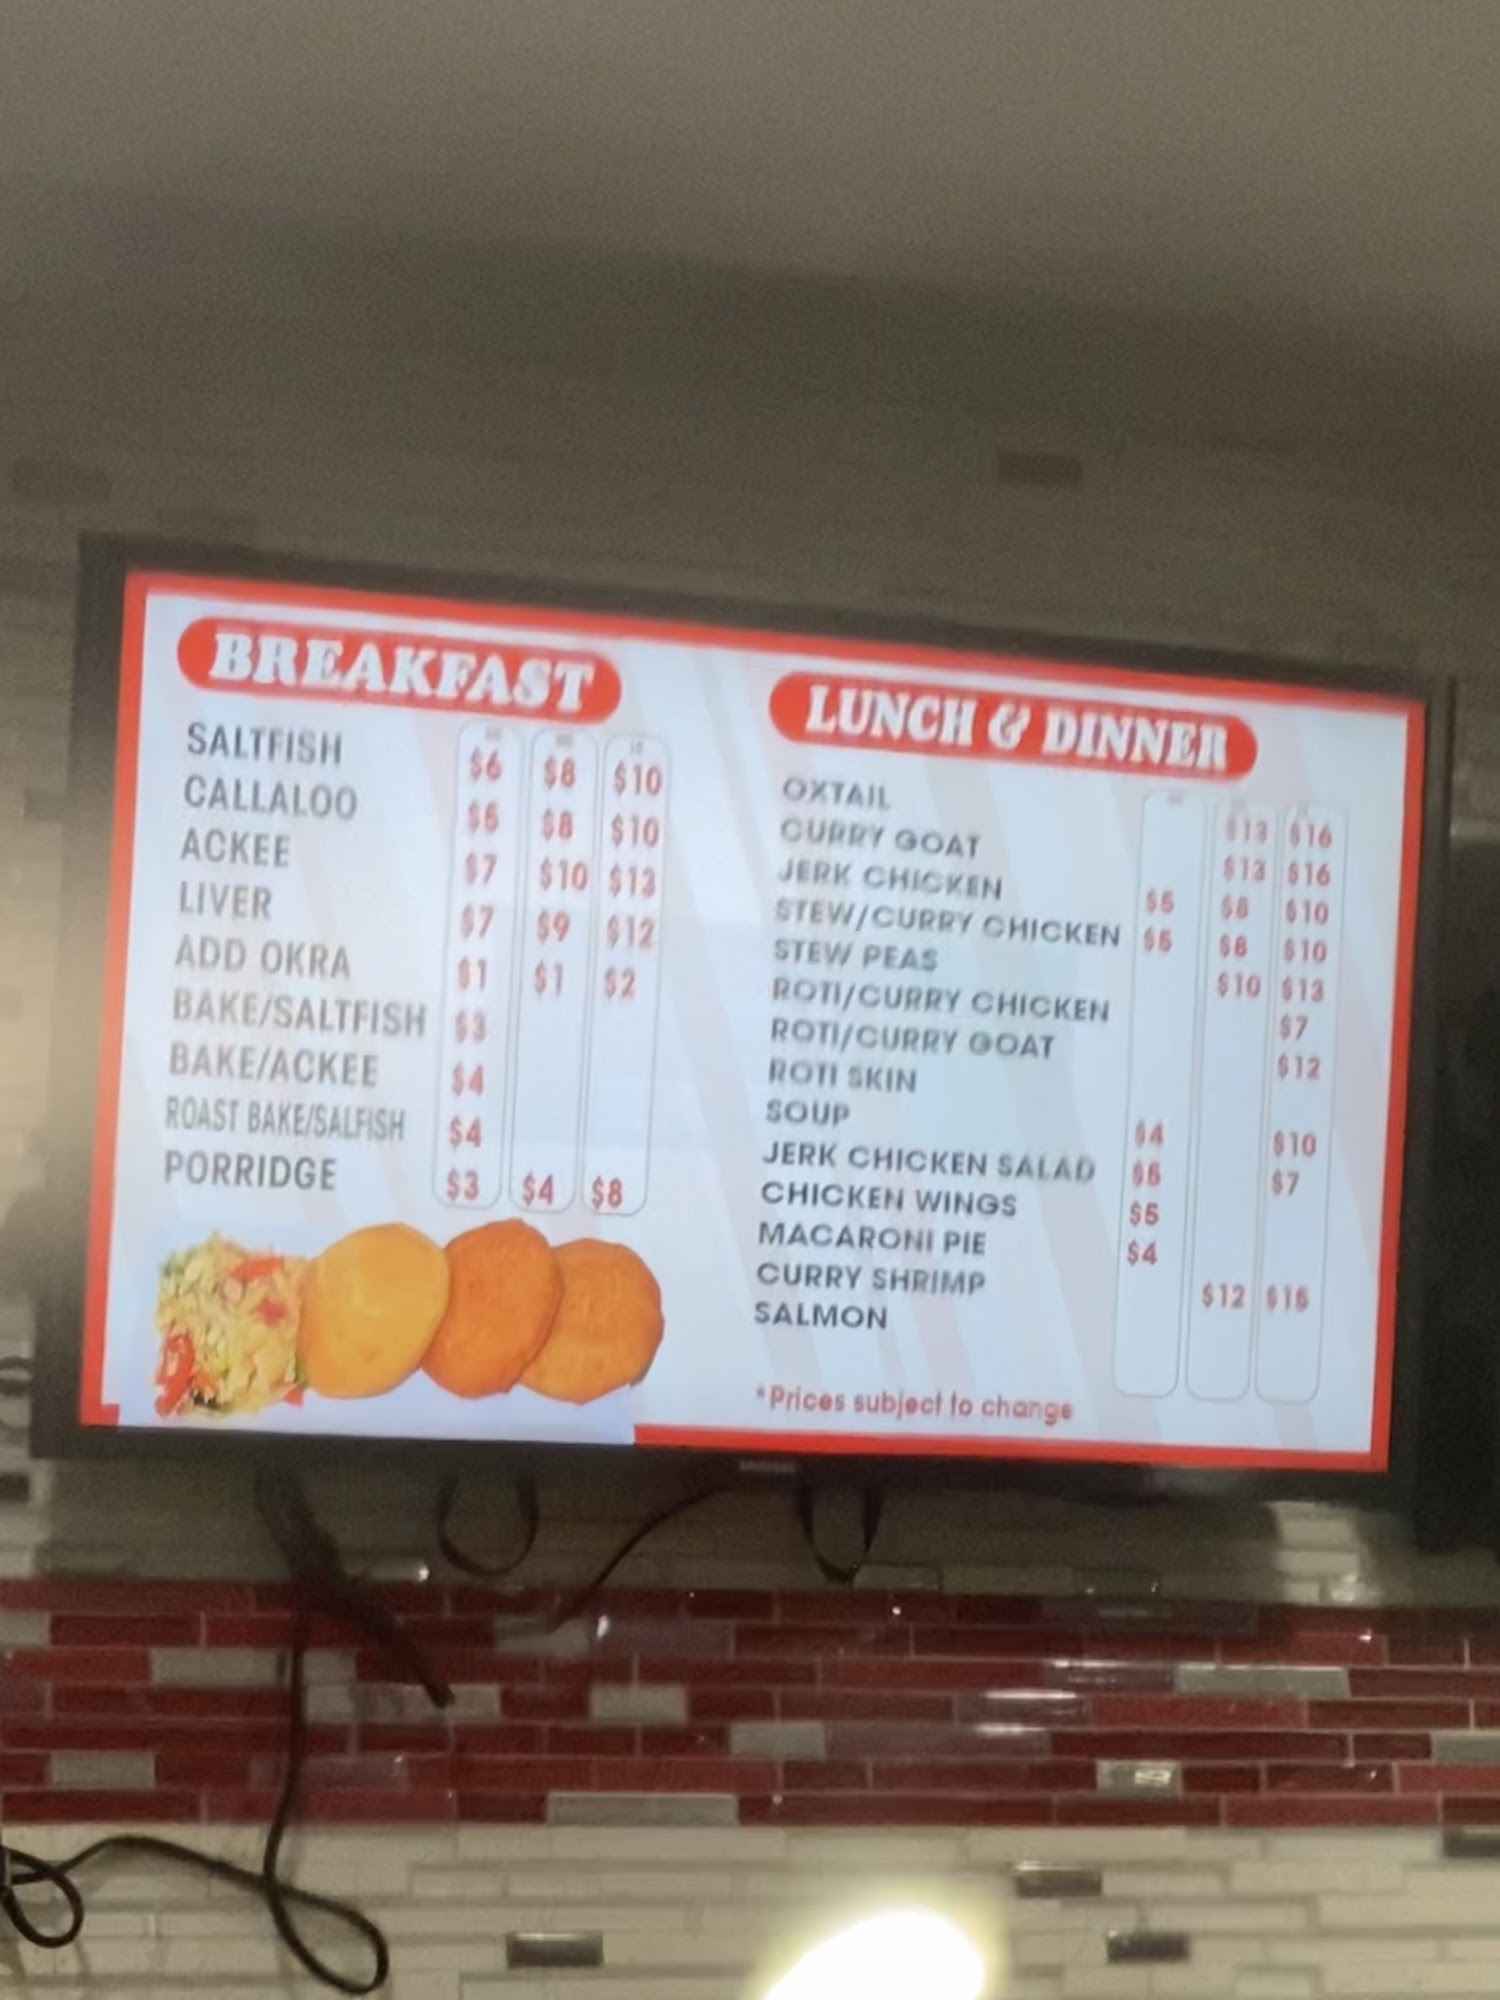 BREAKFAST
SALTFISH $6 $8 $10
CALLALOO $8 $10
ACKEE $7 $10 $13
LIVER $7 $9 $12
ADD OKRA $1 $1 $2
BAKE/SALTFISH $3
BAKE/ACKEE $4
ROAST BAKE/SALFISH $4
PORRIDGE $3 $4 $8
LUNCH & DINNER
OXTAIL $13 $16
CURRY GOAT $13 $16
JERK CHICKEN $5 $8 $10
STEW/CURRY CHICKEN $5 $8 $10
STEW PEAS $10 $13
ROTI/CURRY CHICKEN $7
ROTI/CURRY GOAT $12
ROTI SKIN
SOUP $4 $10
JERK CHICKEN SALAD $7
CHICKEN WINGS $5
MACARONI PIE $4
CURRY SHRIMP $12
SALMON
*Prices subject to change